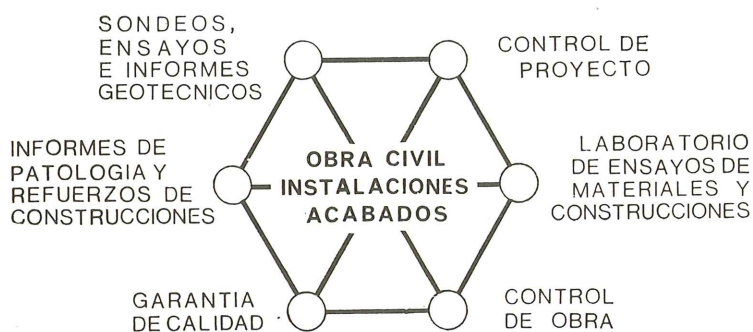 SONDEOS,
ENSAYOS
E INFORMES
GEOTECNICOS
CONTROL DE
PROYECTO
INFORMES DE
PATOLOGIA Y
REFUERZOS DE
CONSTRUCCIONES
OBRA CIVIL
INSTALACIONES
ACABADOS
LABORATORIO
DE ENSAYOS DE
MATERIALES Y
CONSTRUCCIONES
GARANTIA
DE CALIDAD
CONTROL
DE OBRA